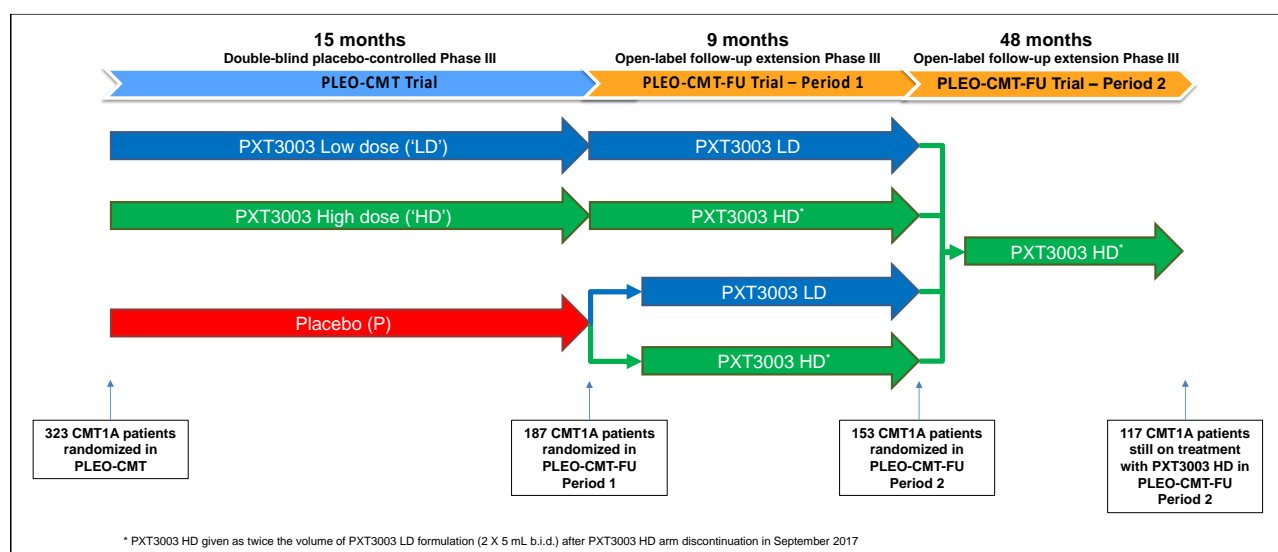 15 months
Double-blind placebo-controlled Phase III
PLEO-CMT Trial
9 months
Open-label follow-up extension Phase III
PLEO-CMT-FU Trial – Period 1
48 months
Open-label follow-up extension Phase III
PLEO-CMT-FU Trial – Period 2
PXT3003 Low dose (‘LD’)
PXT3003 LD
PXT3003 High dose (‘HD’)
PXT3003 HD*
PXT3003 HD*
PXT3003 LD
Placebo (P)
PXT3003 HD*
323 CMT1A patients
randomized in
PLEO-CMT
187 CMT1A patients
randomized in
PLEO-CMT-FU
Period 1
153 CMT1A patients
randomized in
PLEO-CMT-FU
Period 2
117 CMT1A patients
still on treatment
with PXT3003 HD in
PLEO-CMT-FU
Period 2
* PXT3003 HD given as twice the volume of PXT3003 LD formulation (2 X 5 mL b.i.d.) after PXT3003 HD arm discontinuation in September 2017